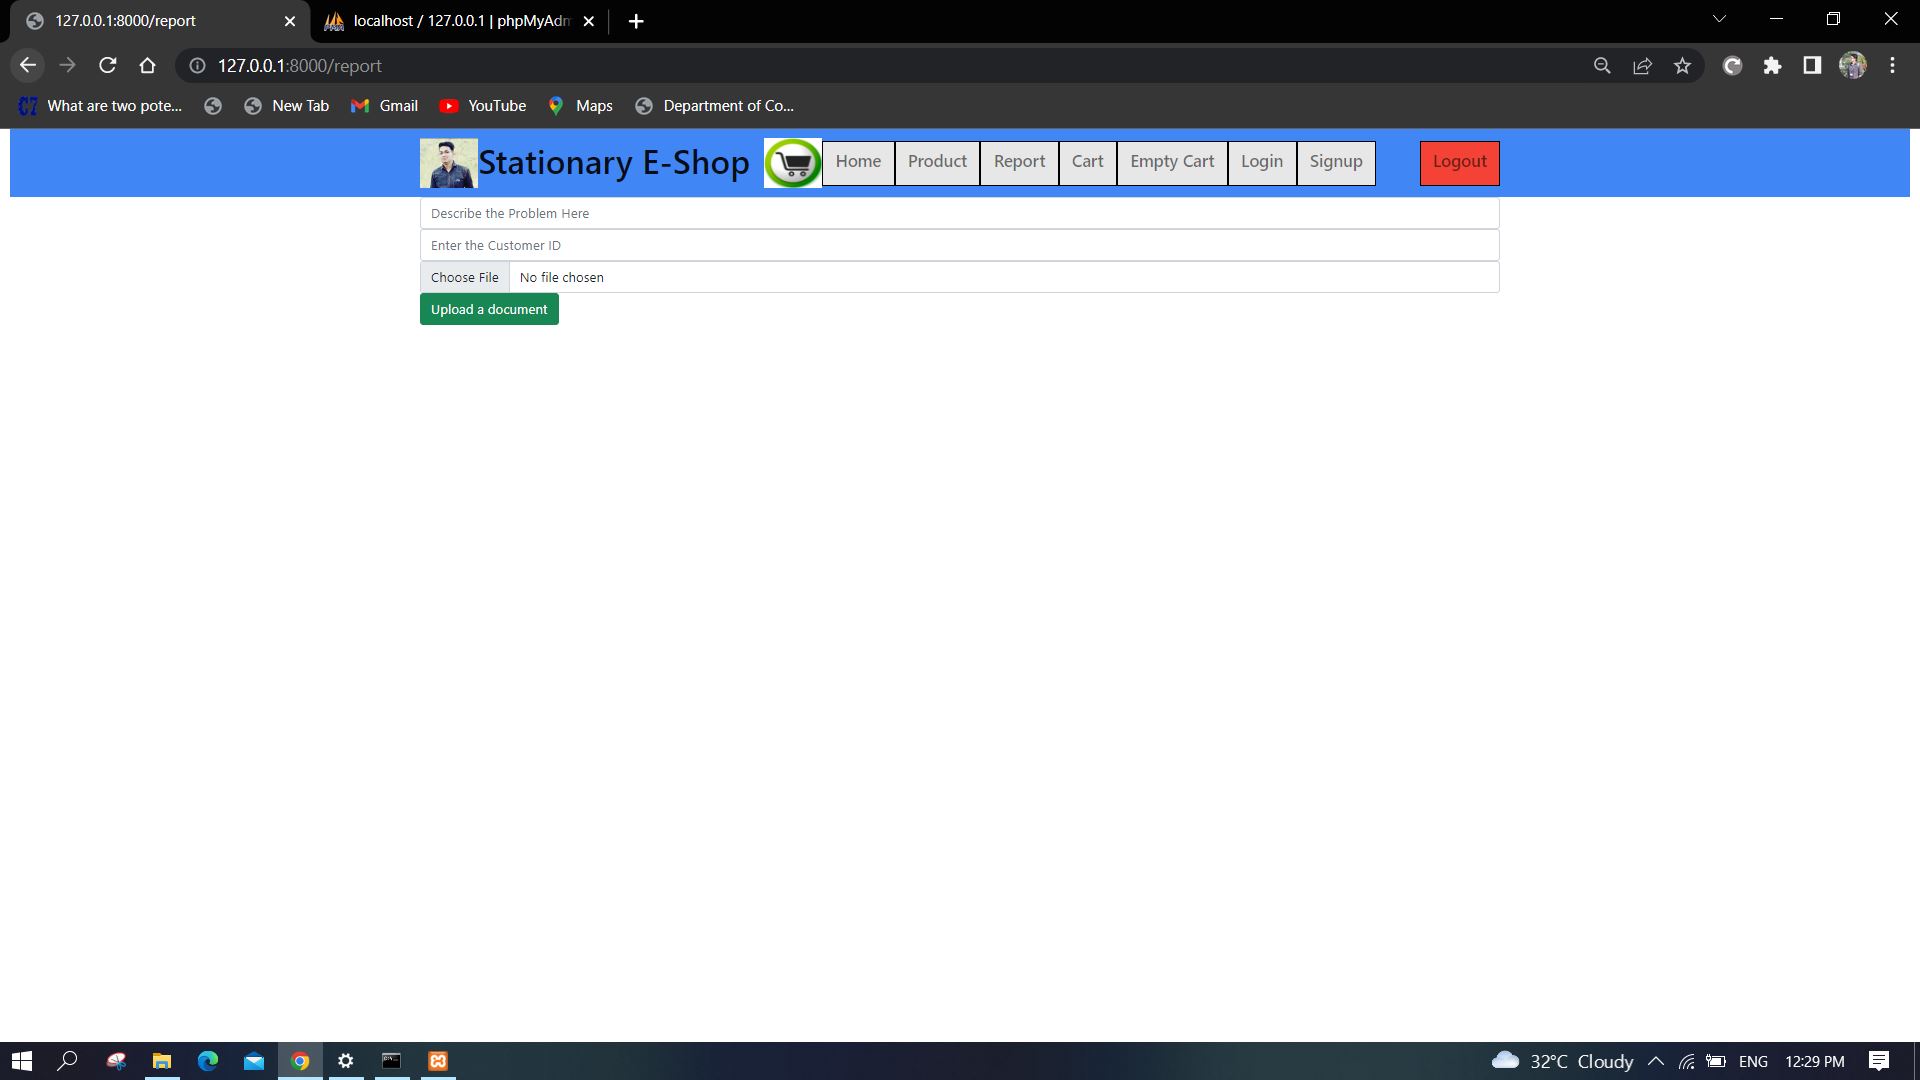 127.0.0.1:8000/report
localhost / 127.0.0.1 | phpMyAdm
127.0.0.1:8000/report
What are two pote... New Tab Gmail YouTube Maps Department of Co...
Stationary E-Shop Home Product Report Cart Empty Cart Login Signup Logout
Describe the Problem Here
Enter the Customer ID
Choose File No file chosen
Upload a document
32°C Cloudy ENG 12:29 PM